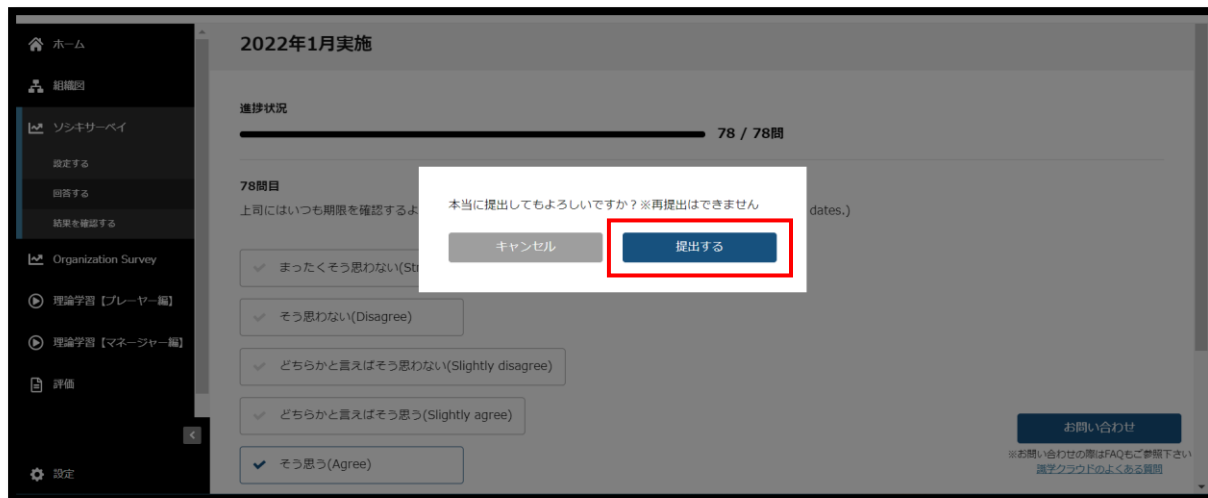 ホーム
組織図
ソシキサーベイ
設定する
回答する
結果を確認する
Organization Survey
理論学習【プレーヤー編】
理論学習【マネージャー編】
評価
設定
2022年1月実施
進捗状況
78 / 78問
78問目
上司にはいつも期限を確認するよ
dates.)
本当に提出してもよろしいですか？※再提出はできません
キャンセル
提出する
まったくそう思わない(Str
そう思わない(Disagree)
どちらかと言えばそう思わない(Slightly disagree)
どちらかと言えばそう思う(Slightly agree)
そう思う(Agree)
お問い合わせ
※お問い合わせの際はFAQもご参照下さい
識学クラウドのよくある質問